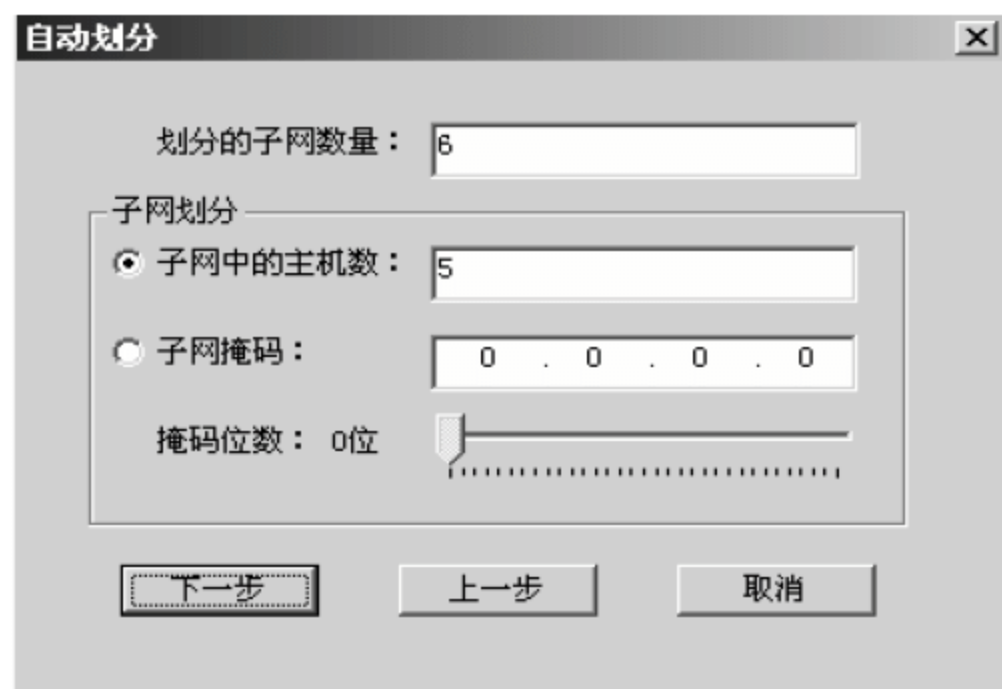 自动划分
划分的子网数量： 6
子网划分
子网中的主机数： 5
子网掩码： 0 . 0 . 0 . 0
掩码位数： 0位
下一步 上一步 取消